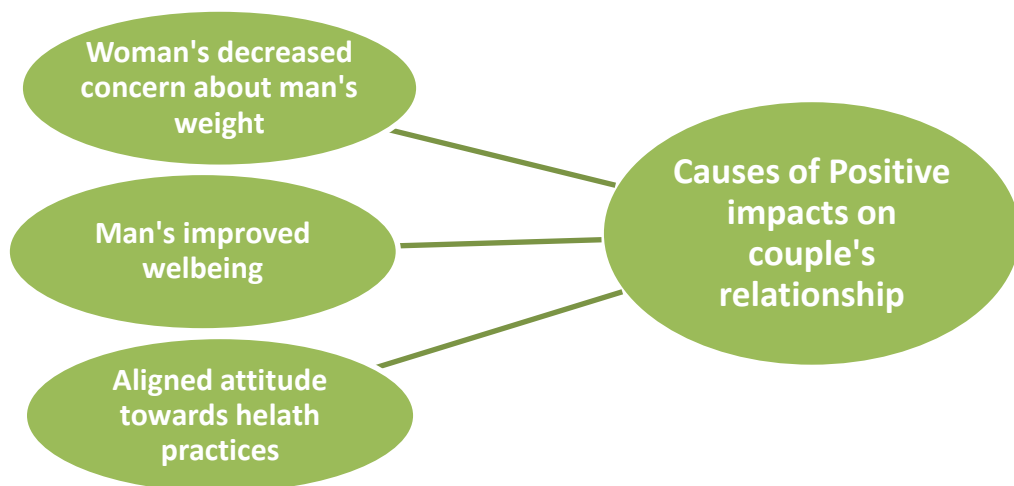 Woman's decreased
concern about man's
weight
Man's improved
welbeing
Aligned attitude
towards helath
practices
Causes of Positive
impacts on
couple's
relationship